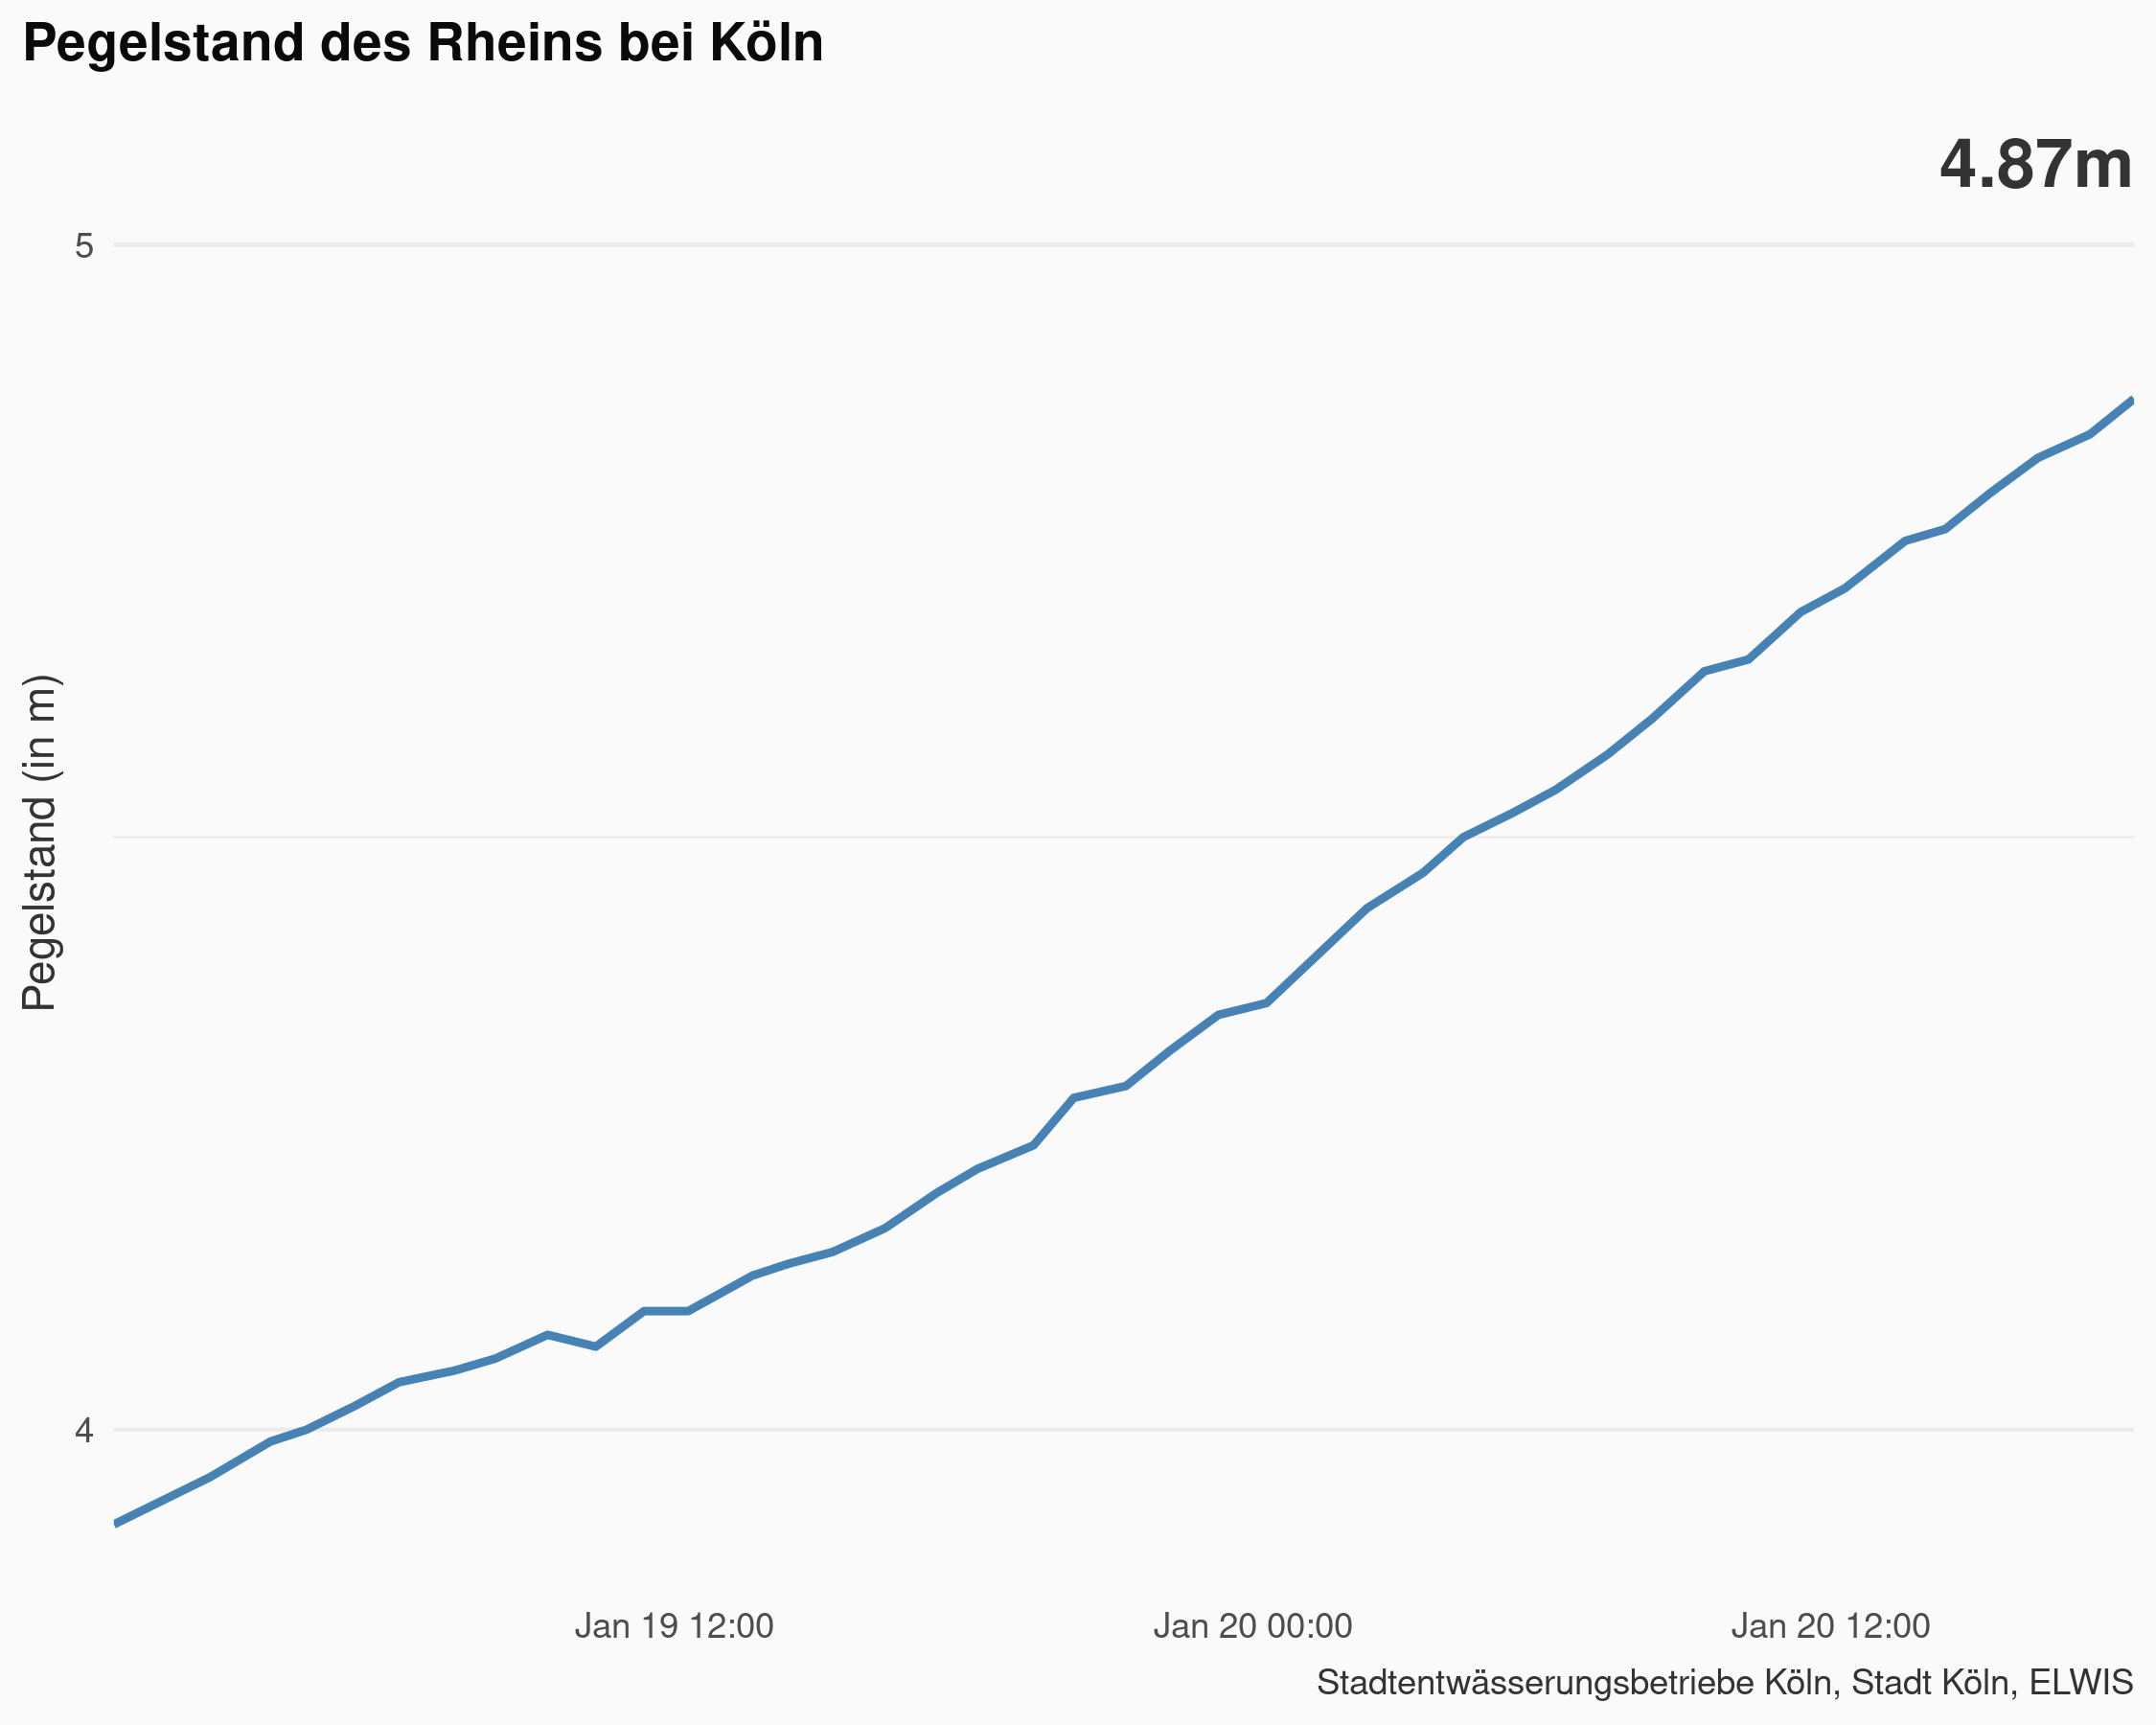 Pegelstand des Rheins bei Köln
4.87m
5
4
Pegelstand (in m)
Jan 19 12:00
Jan 20 00:00
Jan 20 12:00
Stadtentwässerungsbetriebe Köln, Stadt Köln, ELWIS